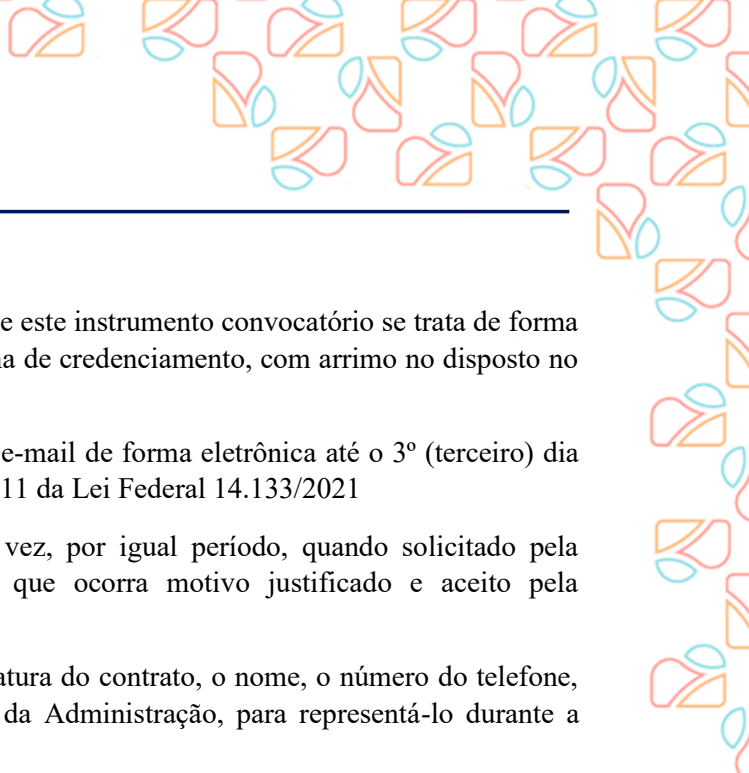 e este instrumento convocatório se trata de forma
a de credenciamento, com arrimo no disposto no
e-mail de forma eletrônica até o 3º (terceiro) dia
11 da Lei Federal 14.133/2021
vez, por igual período, quando solicitado pela
que ocorra motivo justificado e aceito pela
atura do contrato, o nome, o número do telefone,
da Administração, para representá-lo durante a